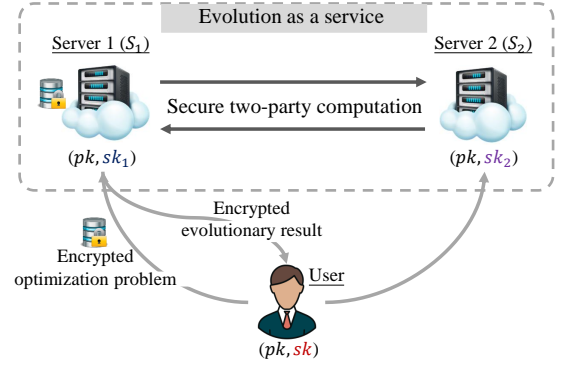 Evolution as a service
Server 1 (S₁)
Server 2 (S₂)
Secure two-party computation
(pk, sk₁)
(pk, sk₂)
Encrypted
evolutionary result
Encrypted
optimization problem
User
(pk, sk)